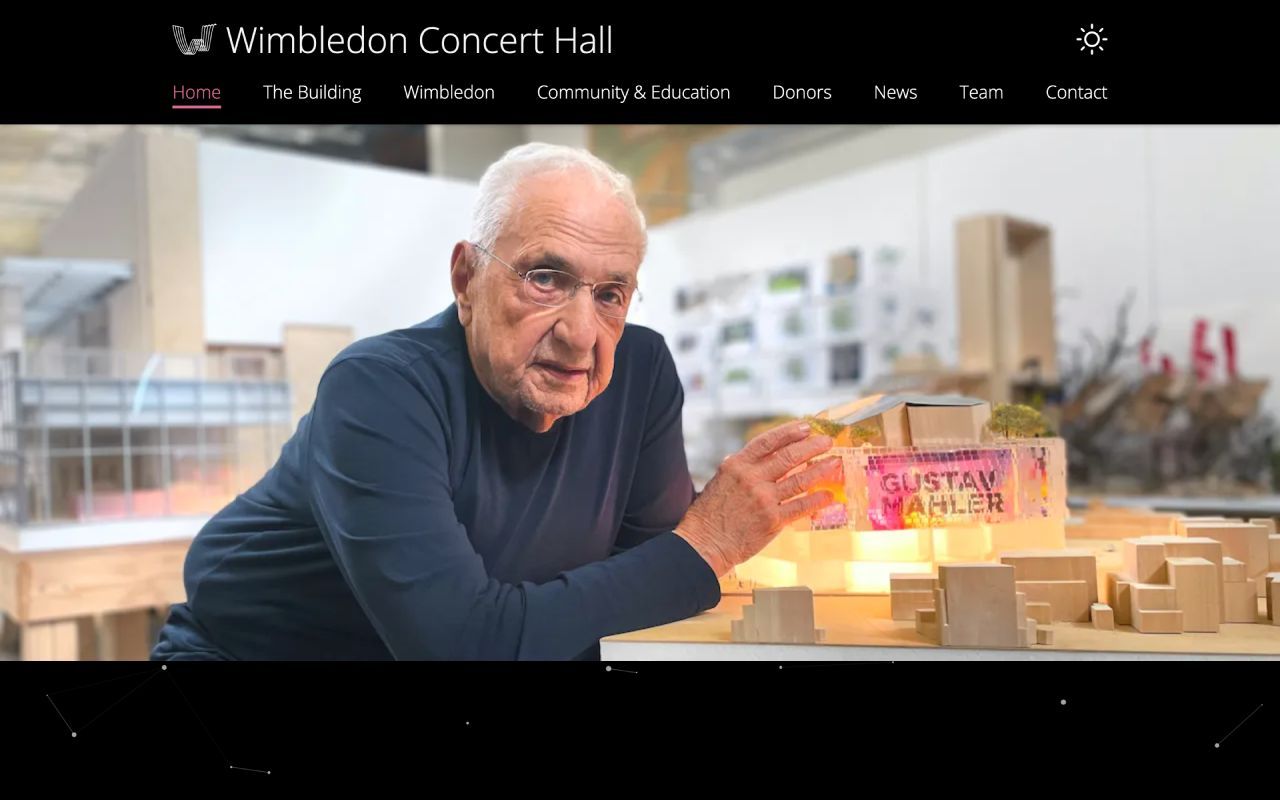 Wimbledon Concert Hall
Home The Building Wimbledon Community & Education Donors News Team Contact
GUSTAV
MAHLER